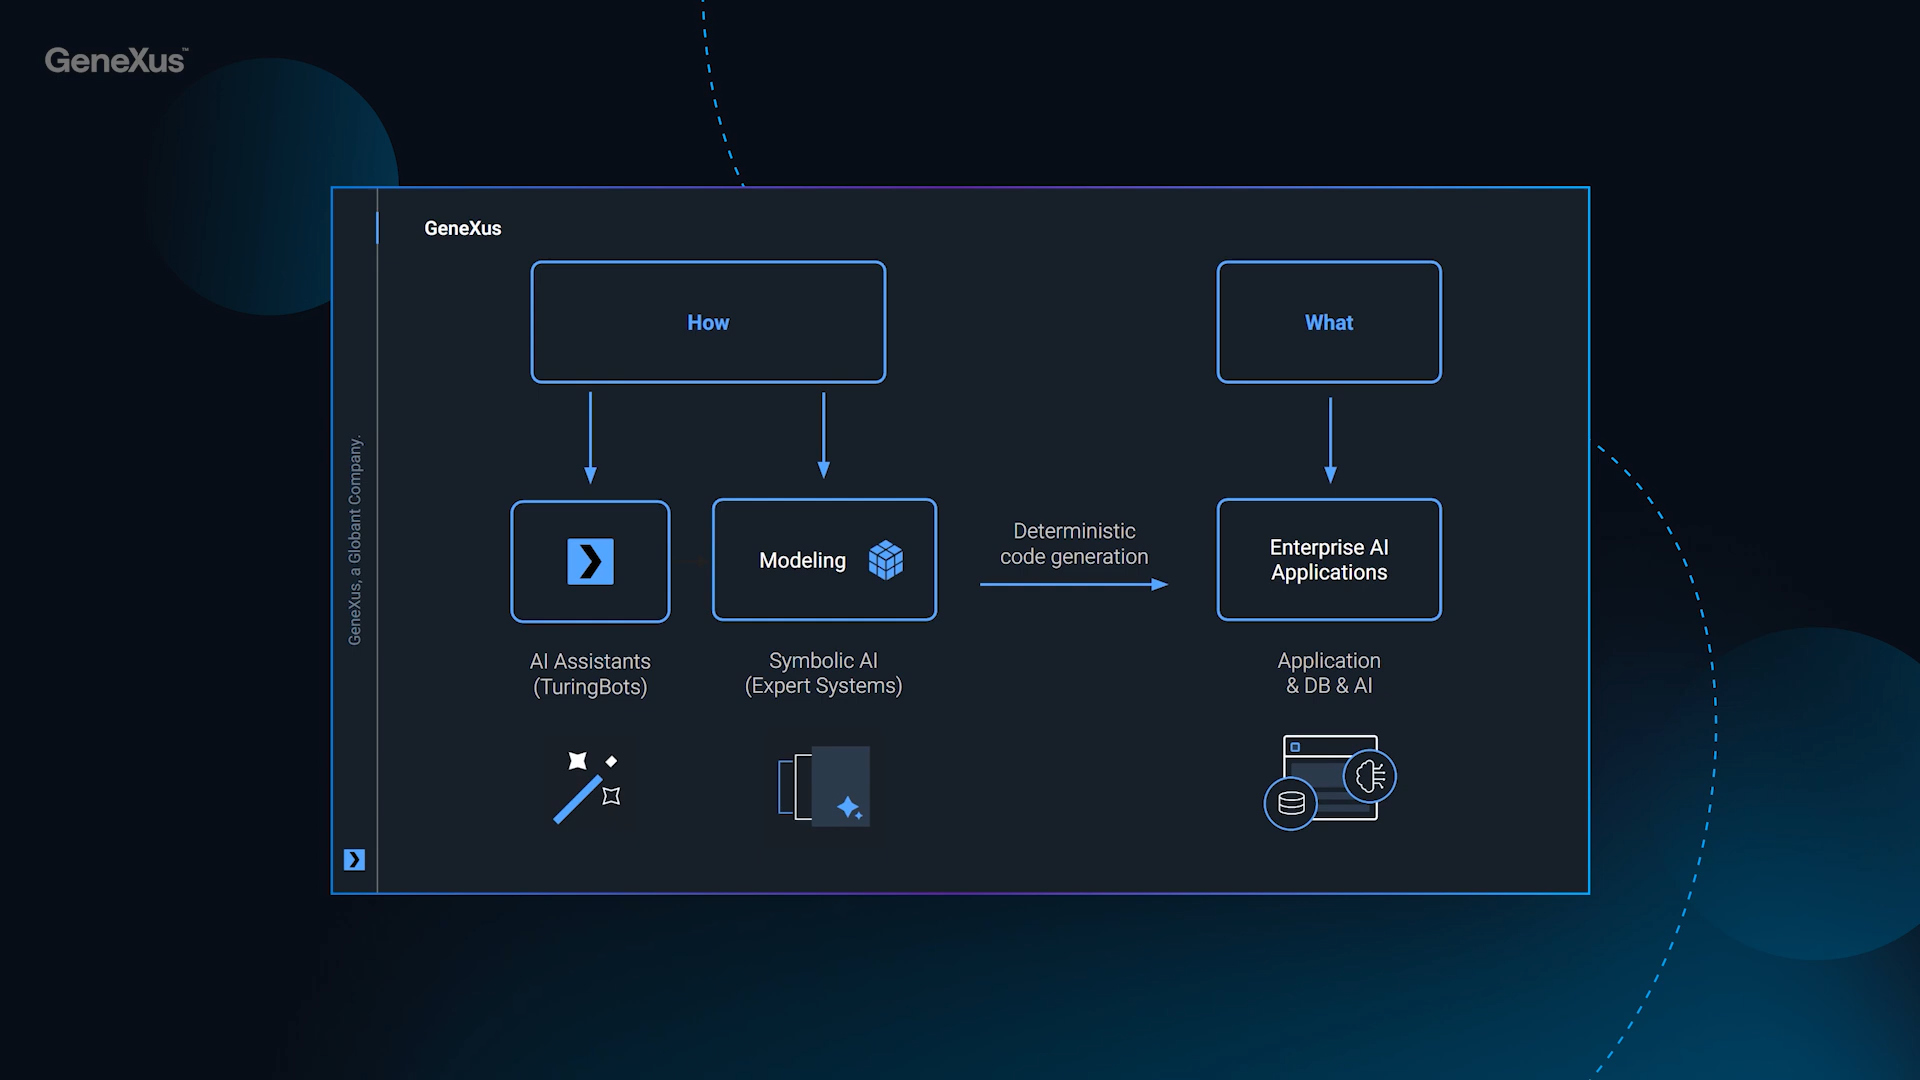 GeneXus™
GeneXus
How
What
Modeling
Deterministic
code generation
Enterprise AI
Applications
AI Assistants
(TuringBots)
Symbolic AI
(Expert Systems)
Application
& DB & AI
GeneXus, a Globant Company.